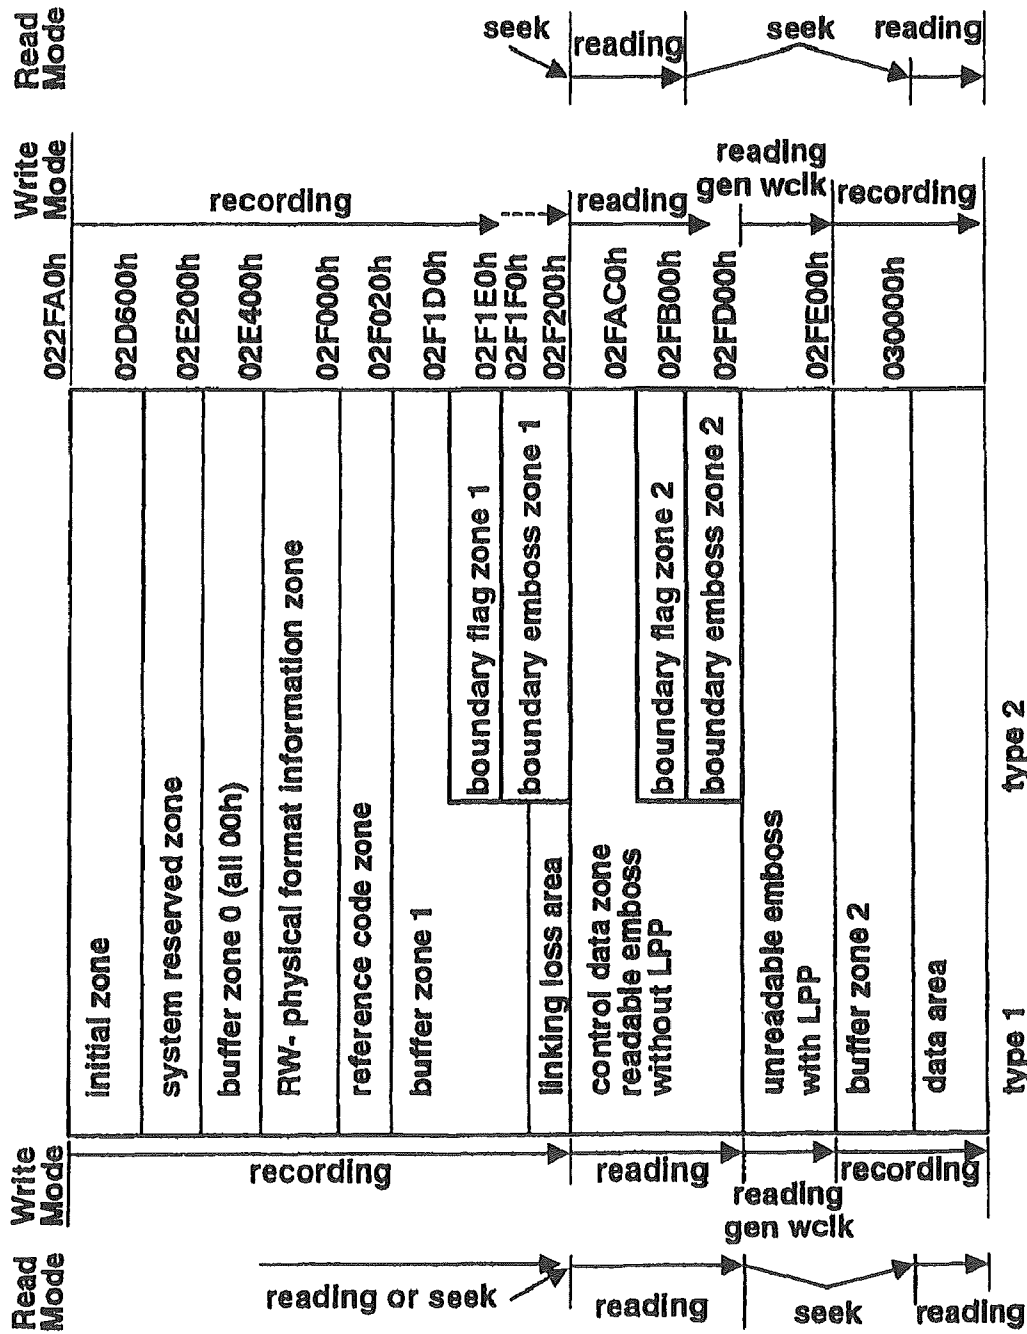 Read
Mode
seek
reading
seek
reading
Write
Mode
recording
reading
reading
gen wclk
recording
022FA0h
02D600h
02E200h
02E400h
02F000h
02F020h
02F1D0h
02F1E0h
02F1F0h
02F200h
02FAC0h
02FB00h
02FD00h
02FE00h
030000h
initial zone
system reserved zone
buffer zone 0 (all 00h)
RW- physical format information zone
reference code zone
buffer zone 1
boundary flag zone 1
boundary emboss zone 1
linking loss area
control data zone
readable emboss
without LPP
boundary flag zone 2
boundary emboss zone 2
unreadable emboss
with LPP
buffer zone 2
data area
type 1
type 2
Write
Mode
recording
reading
reading
gen wclk
recording
Read
Mode
reading or seek
reading
seek
reading